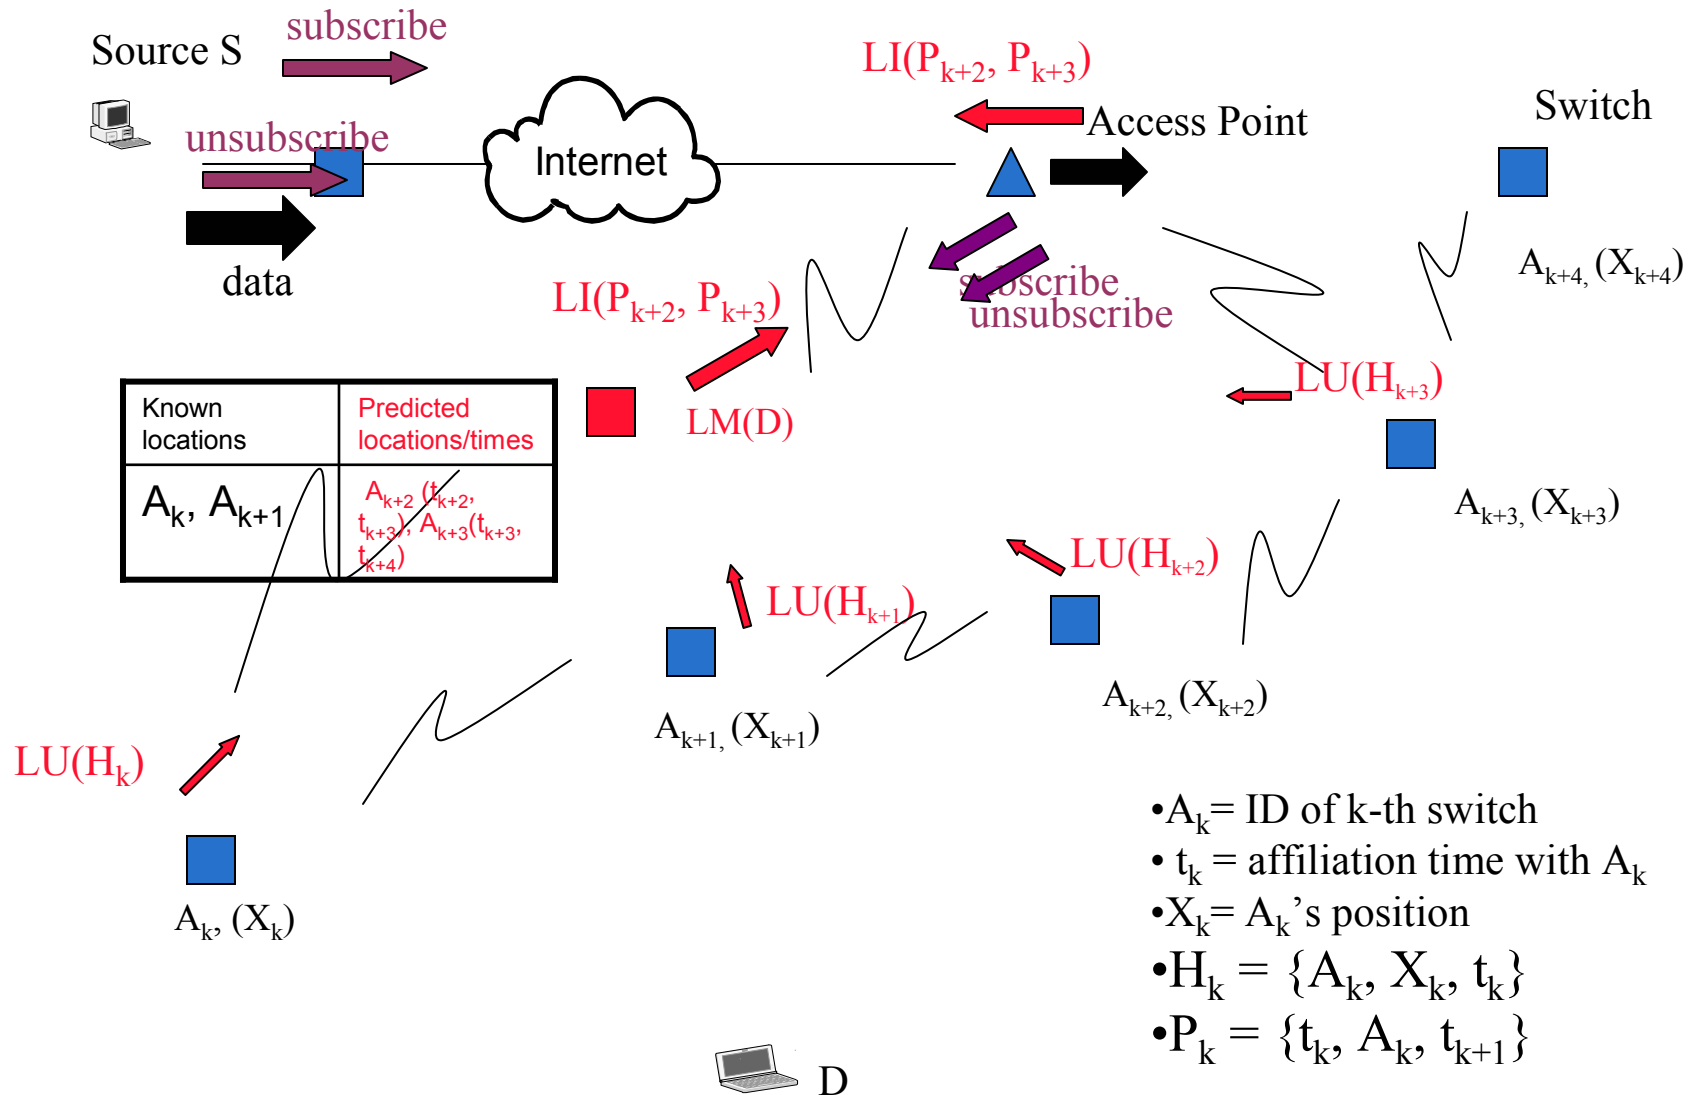 subscribe
Source S
LI(Pk+2, Pk+3)
Access Point
Switch
unsubscribe
Internet
data
subscribe
unsubscribe
Ak+4, (Xk+4)
LI(Pk+2, Pk+3)
LM(D)
LU(Hk+3)
Known
locations
Predicted
locations/times
Ak, Ak+1
Ak+2 (tk+2,
tk+3), Ak+3(tk+3,
tk+4)
Ak+3, (Xk+3)
LU(Hk+2)
LU(Hk+1)
Ak+2, (Xk+2)
Ak+1, (Xk+1)
LU(Hk)
Ak, (Xk)
•Ak= ID of k-th switch
• tk = affiliation time with Ak
•Xk= Ak’s position
•Hk = {Ak, Xk, tk}
•Pk = {tk, Ak, tk+1}
D